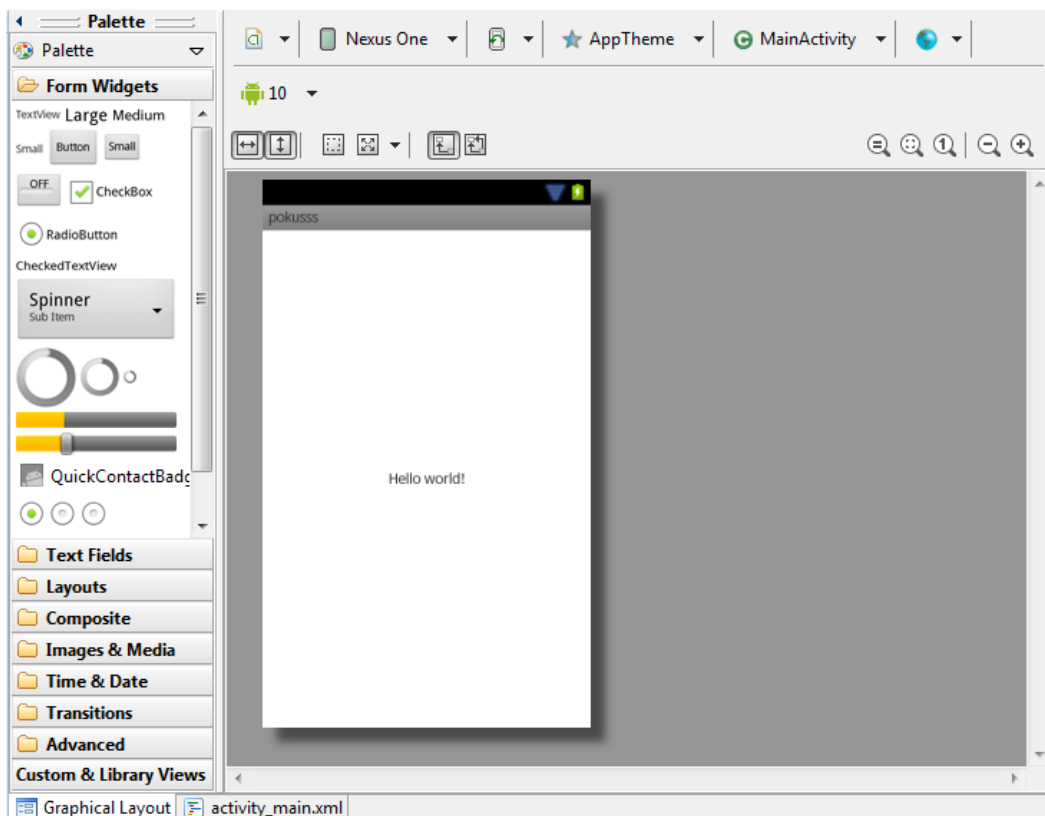 Palette
Palette
Form Widgets
TextView Large Medium
Small Button Small
OFF CheckBox
RadioButton
CheckedTextView
Spinner
Sub Item
QuickContactBadg
Text Fields
Layouts
Composite
Images & Media
Time & Date
Transitions
Advanced
Custom & Library Views
Nexus One AppTheme MainActivity
10
1
pokusss
Hello world!
Graphical Layout activity_main.xml